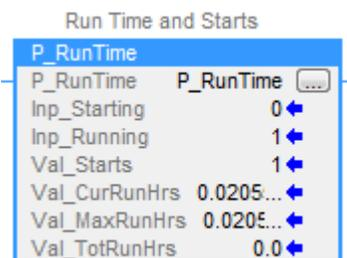 Run Time and Starts
P_RunTime
P_RunTime P_RunTime ...
Inp_Starting 0
Inp_Running 1
Val_Starts 1
Val_CurRunHrs 0.0205...
Val_MaxRunHrs 0.0205...
Val_TotRunHrs 0.0